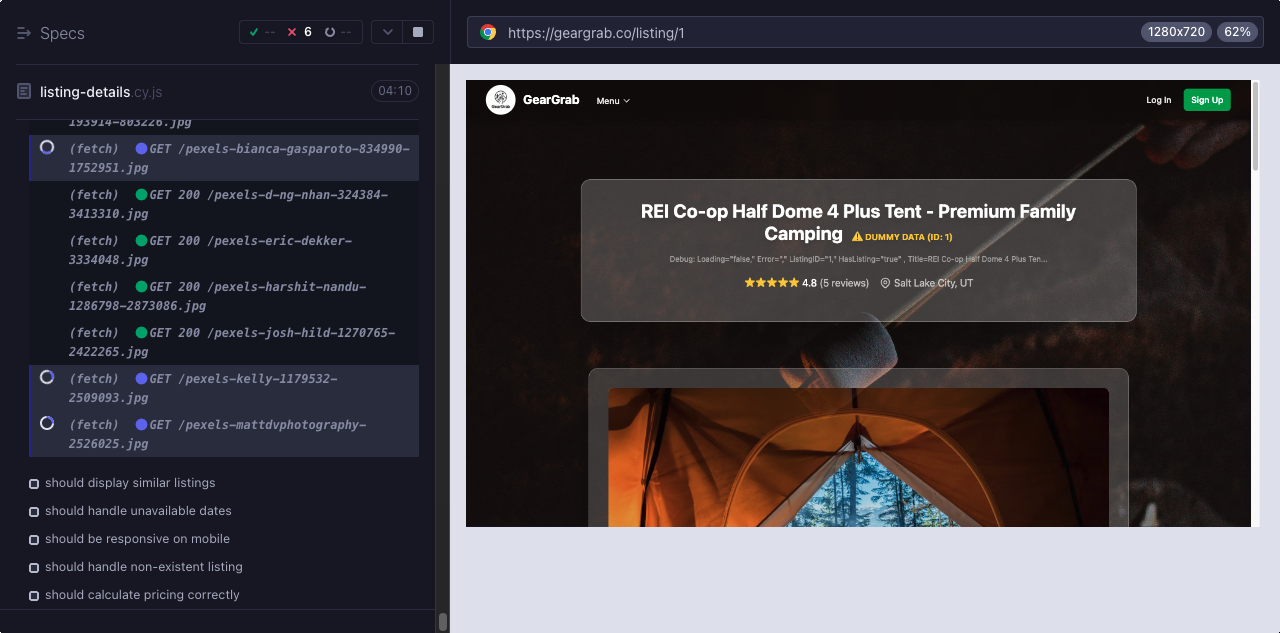 Specs
-- 6 --
listing-details.cy.js
04:10
193914-803226.jpg
(fetch) GET /pexels-bianca-gasparoto-834990-
1752951.jpg
(fetch) GET 200 /pexels-d-ng-nhan-324384-
3413310.jpg
(fetch) GET 200 /pexels-eric-dekker-
3334048.jpg
(fetch) GET 200 /pexels-harshit-nandu-
1286798-2873086.jpg
(fetch) GET 200 /pexels-josh-hild-1270765-
2422265.jpg
(fetch) GET /pexels-kelly-1179532-
2509093.jpg
(fetch) GET /pexels-mattdvphotography-
2526025.jpg
should display similar listings
should handle unavailable dates
should be responsive on mobile
should handle non-existent listing
should calculate pricing correctly
https://geargrab.co/listing/1
1280x720 62%
GearGrab
GearGrab Menu
Log In Sign Up
REI Co-op Half Dome 4 Plus Tent - Premium Family
Camping DUMMY DATA (ID: 1)
Debug: Loading="false," Error="," ListingID="1," HasListing="true" , Title=REI Co-op Half Dome 4 Plus Ten...
4.8 (5 reviews) Salt Lake City, UT